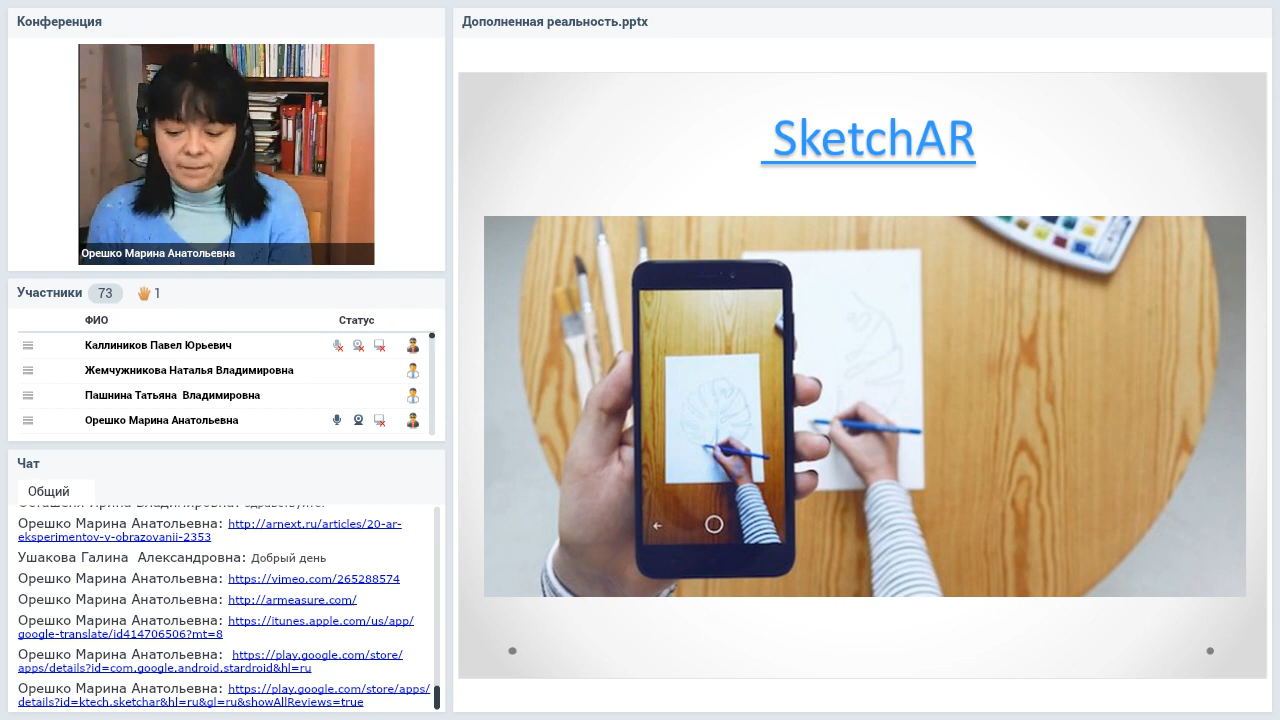 Конференция
Орешко Марина Анатольевна
Участники 73 1
ФИО Статус
Каллиников Павел Юрьевич
Жемчужникова Наталья Владимировна
Пашнина Татьяна Владимировна
Орешко Марина Анатольевна
Чат
Общий
Орешко Марина Анатольевна: http://arnext.ru/articles/20-ar-
eksperimentov-v-obrazovanii-2353
Ушакова Галина Александровна: Добрый день
Орешко Марина Анатольевна: https://vimeo.com/265288574
Орешко Марина Анатольевна: http://armeasure.com/
Орешко Марина Анатольевна: https://itunes.apple.com/us/app/
google-translate/id414706506?mt=8
Орешко Марина Анатольевна: https://play.google.com/store/
apps/details?id=com.google.android.stardroid&hl=ru
Орешко Марина Анатольевна: https://play.google.com/store/apps/
details?id=ktech.sketchar&hl=ru&gl=ru&showAllReviews=true
Дополненная реальность.pptx
SketchAR